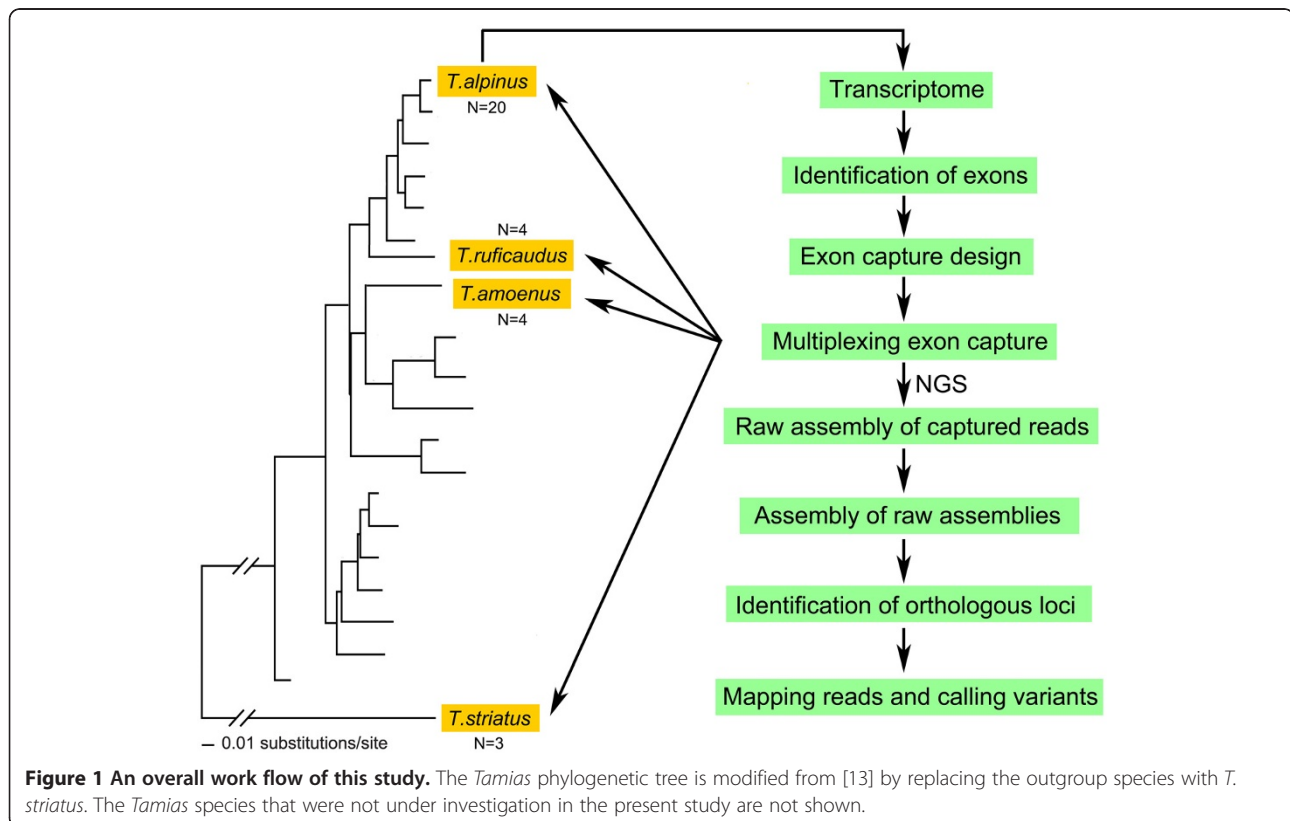 T.alpinus
N=20
N=4
T.ruficaudus
T.amoenus
N=4
T.striatus
N=3
0.01 substitutions/site
Transcriptome
Identification of exons
Exon capture design
Multiplexing exon capture
NGS
Raw assembly of captured reads
Assembly of raw assemblies
Identification of orthologous loci
Mapping reads and calling variants
Figure 1 An overall work flow of this study. The Tamias phylogenetic tree is modified from [13] by replacing the outgroup species with T.
striatus. The Tamias species that were not under investigation in the present study are not shown.